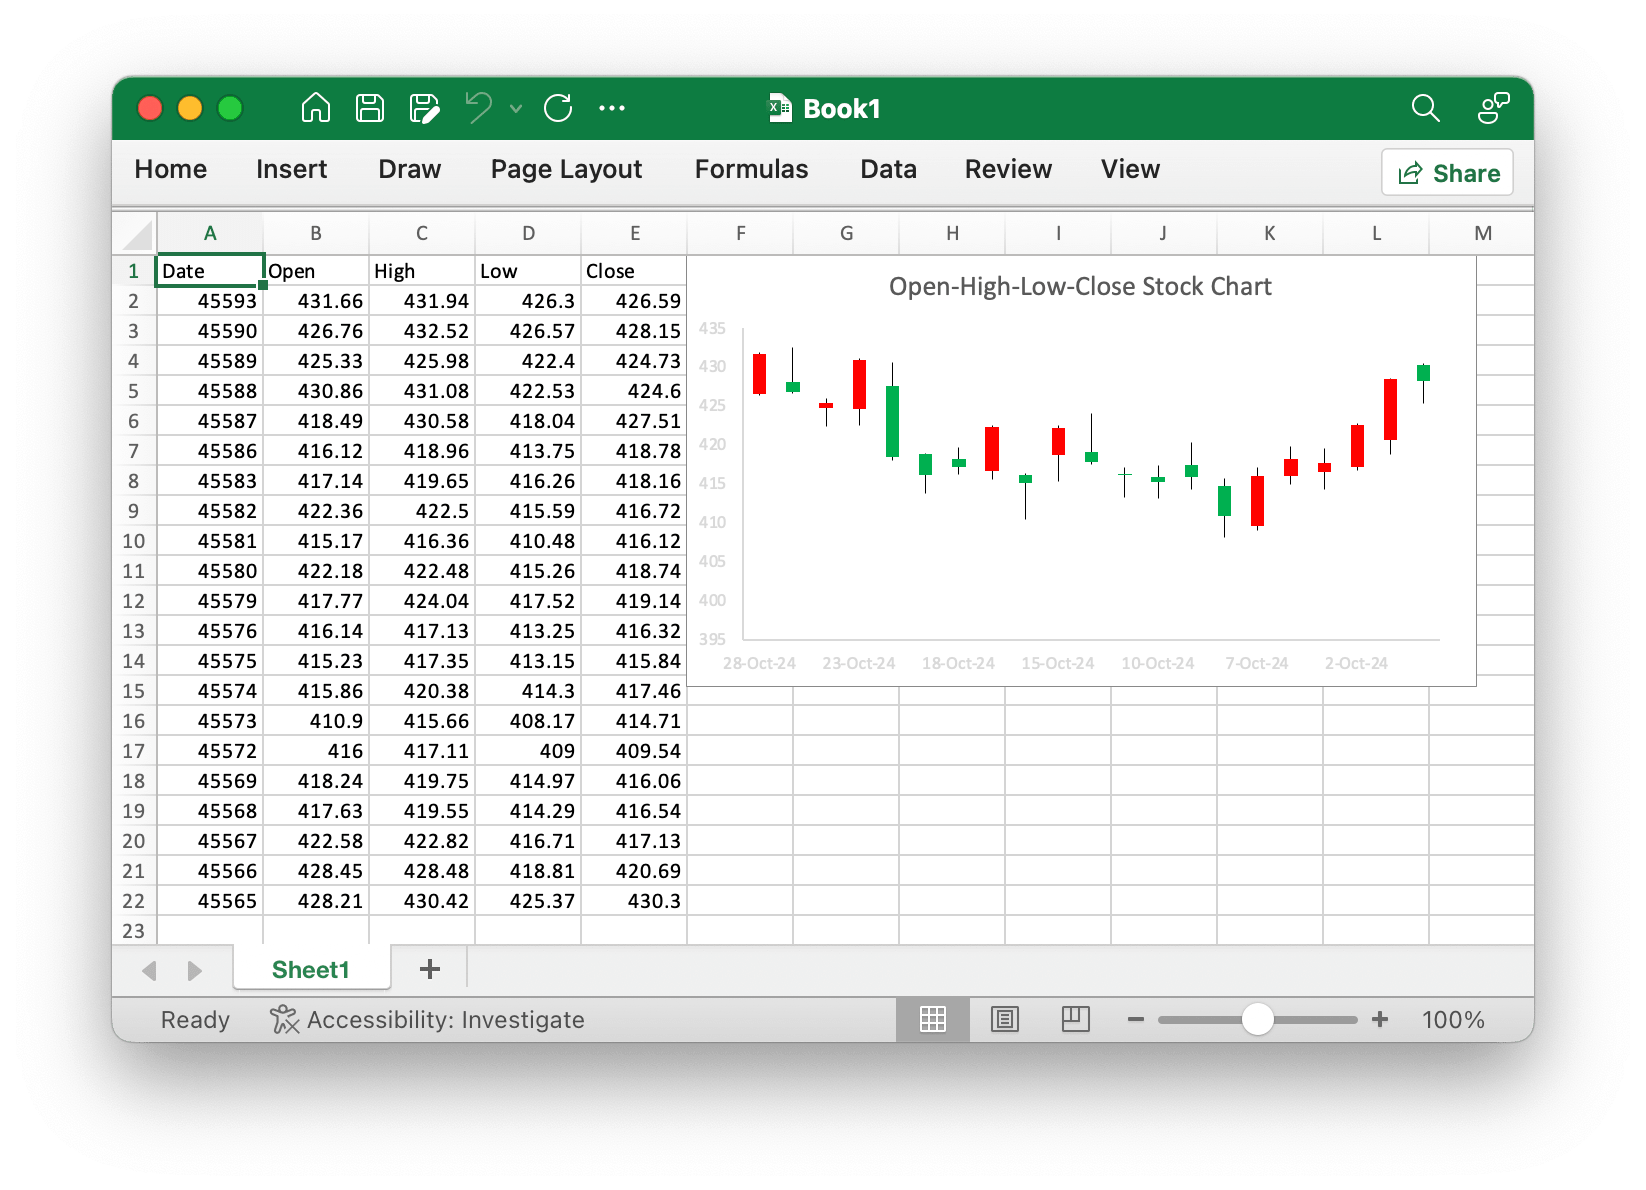 Book1
Home Insert Draw Page Layout Formulas Data Review View Share
A B C D E F G H I J K L M
1 Date Open High Low Close
2 45593 431.66 431.94 426.3 426.59
3 45590 426.76 432.52 426.57 428.15
4 45589 425.33 425.98 422.4 424.73
5 45588 430.86 431.08 422.53 424.6
6 45587 418.49 430.58 418.04 427.51
7 45586 416.12 418.96 413.75 418.78
8 45583 417.14 419.65 416.26 418.16
9 45582 422.36 422.5 415.59 416.72
10 45581 415.17 416.36 410.48 416.12
11 45580 422.18 422.48 415.26 418.74
12 45579 417.77 424.04 417.52 419.14
13 45576 416.14 417.13 413.25 416.32
14 45575 415.23 417.35 413.15 415.84
15 45574 415.86 420.38 414.3 417.46
16 45573 410.9 415.66 408.17 414.71
17 45572 416 417.11 409 409.54
18 45569 418.24 419.75 414.97 416.06
19 45568 417.63 419.55 414.29 416.54
20 45567 422.58 422.82 416.71 417.13
21 45566 428.45 428.48 418.81 420.69
22 45565 428.21 430.42 425.37 430.3
23
Open-High-Low-Close Stock Chart
435
430
425
420
415
410
405
400
395
28-Oct-24 23-Oct-24 18-Oct-24 15-Oct-24 10-Oct-24 7-Oct-24 2-Oct-24
Sheet1
Ready Accessibility: Investigate 100%